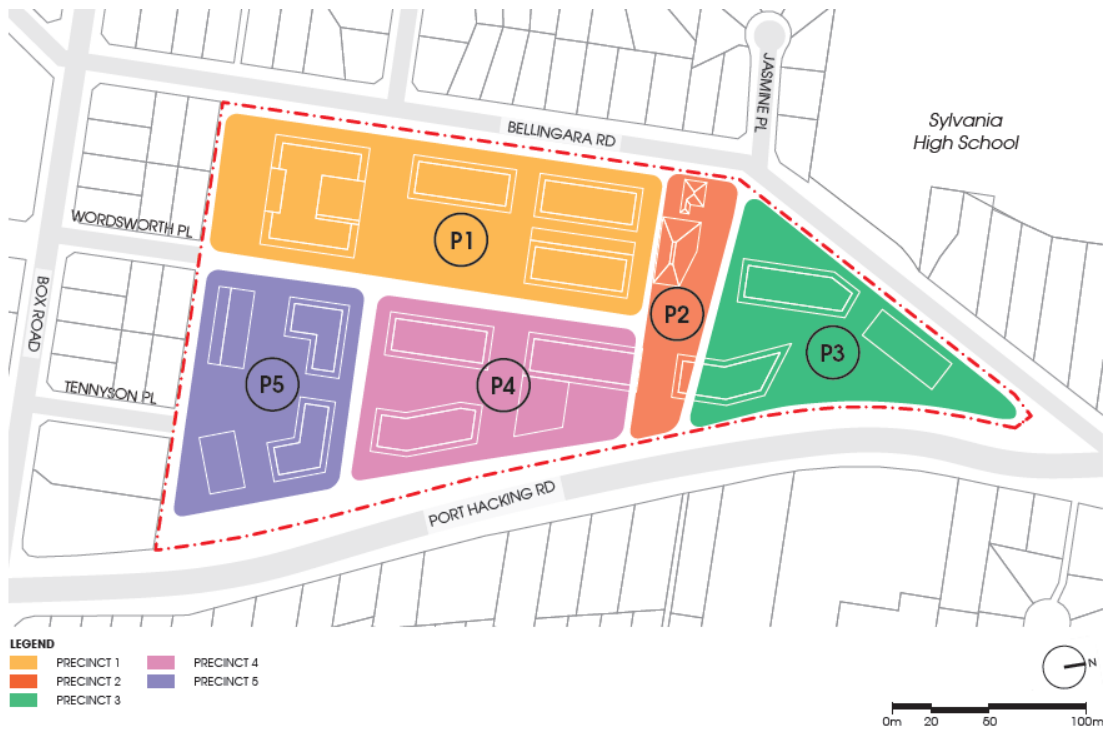 JASMINE PL
Sylvania
High School
BELLINGARA RD
WORDSWORTH PL
P1
P2
BOX ROAD
P3
P5
P4
TENNYSON PL
PORT HACKING RD
LEGEND
PRECINCT 1
PRECINCT 2
PRECINCT 3
PRECINCT 4
PRECINCT 5
N
0m 20 50 100m